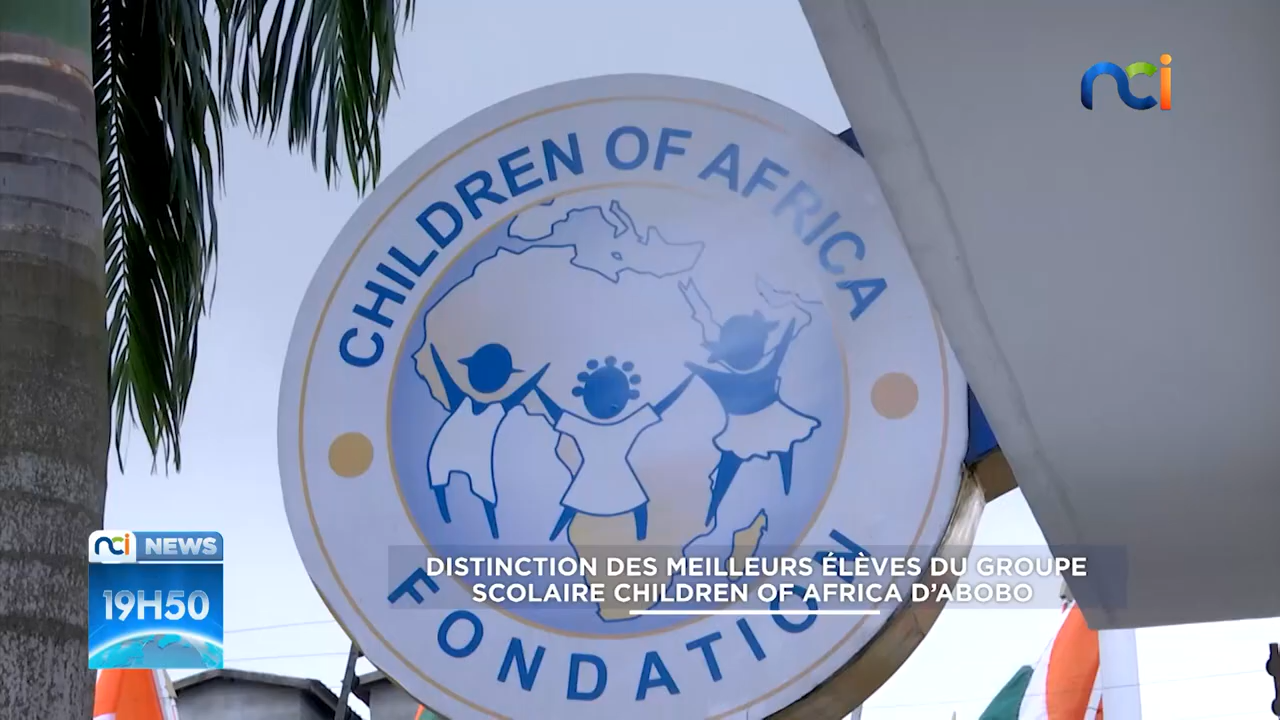 nci
CHILDREN OF AFRICA
FONDATION
nci NEWS
19H50
DISTINCTION DES MEILLEURS ÉLÈVES DU GROUPE
SCOLAIRE CHILDREN OF AFRICA D'ABOBO